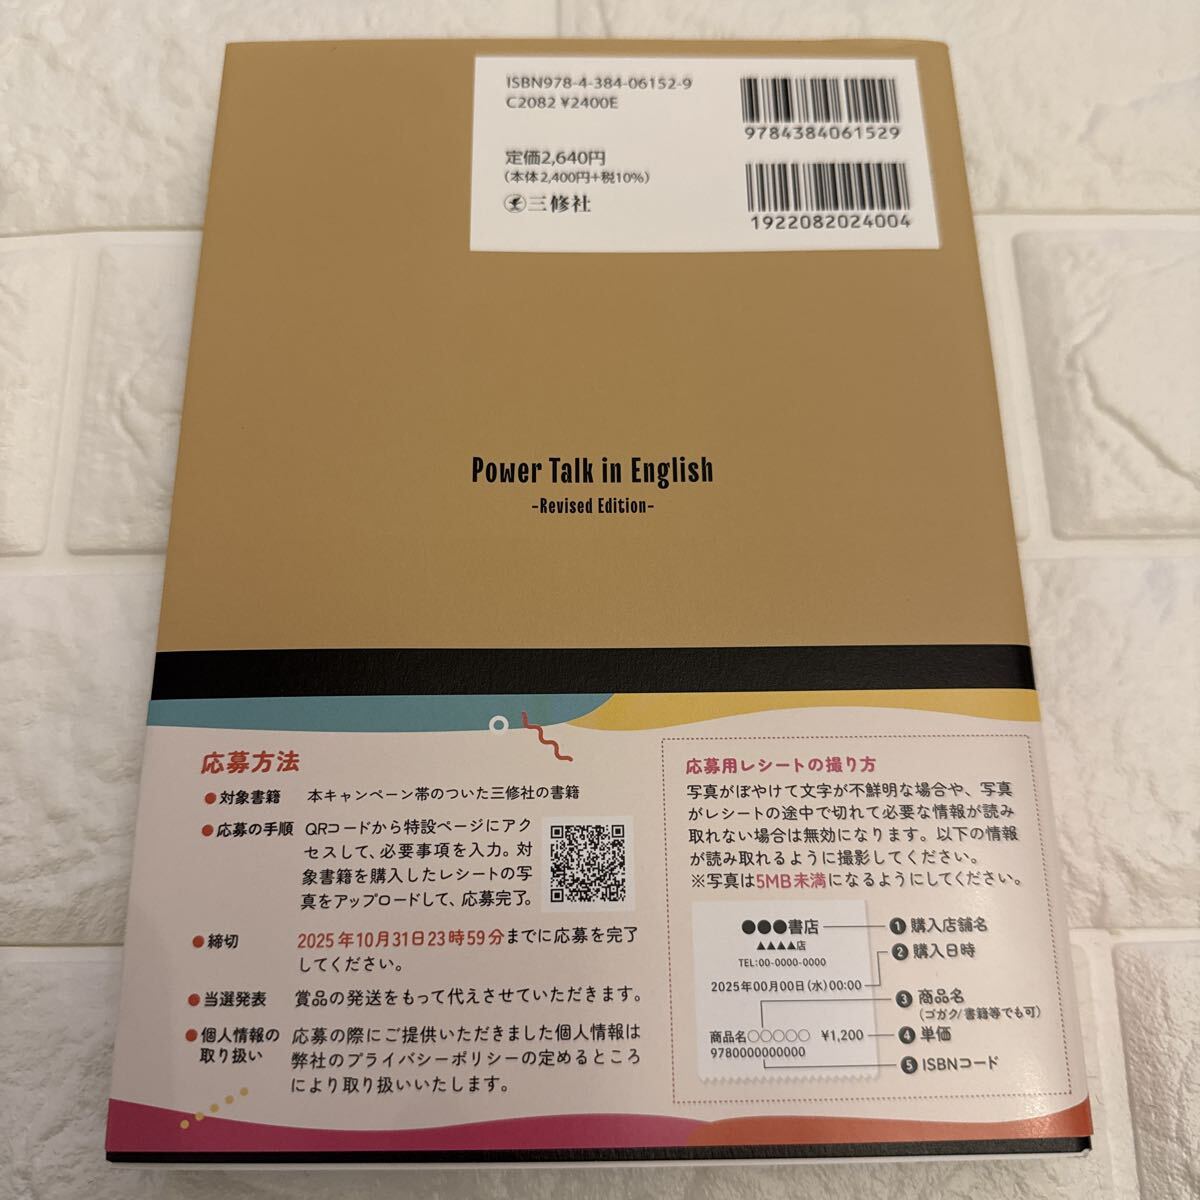 ISBN978-4-384-06152-9
C2082 ¥2400E
9784384061529
定価2,640円
(本体2,400円+税10%)
三修社
1922082024004
Power Talk in English
-Revised Edition-
応募方法
●対象書籍 本キャンペーン帯のついた三修社の書籍
●応募の手順 QRコードから特設ページにアク
セスして、必要事項を入力。対
象書籍を購入したレシートの写
真をアップロードして、応募完了。
●締切 2025年10月31日23時59分までに応募を完了
してください。
●当選発表 賞品の発送をもって代えさせていただきます。
●個人情報の 応募の際にご提供いただきました個人情報は
取り扱い 弊社のプライバシーポリシーの定めるところ
により取り扱いいたします。
応募用レシートの撮り方
写真がぼやけて文字が不鮮明な場合や、写真
がレシートの途中で切れて必要な情報が読み
取れない場合は無効になります。以下の情報
が読み取れるように撮影してください。
※写真は5MB未満になるようにしてください。
●●●書店
▲▲▲▲店
TEL:00-0000-0000
2025年00月00日(水)00:00
商品名○○○○○ ¥1,200
9780000000000
❶購入店舗名
❷購入日時
❸商品名
(ゴガク/書籍等でも可)
❹単価
❺ISBNコード